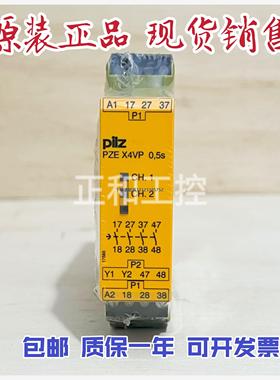 原装正品 现货销售
A1 17 27 37
P1
pilz
PZE X4VP 0,5s
CH. 1
CH. 2
正和工控
17 27 37 47
18 28 38 48
P2
Y1 Y2 47 48
P1
A2 18 28 38
包邮 质保一年 可开发票